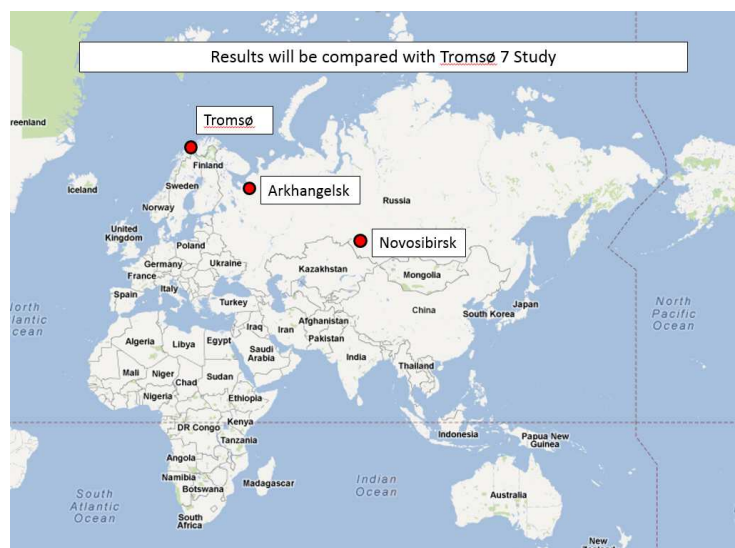 Results will be compared with Tromsø 7 Study
Tromsø
reenland
Finland
Iceland
Sweden
Arkhangelsk
Russia
Norway
United
Kingdom
Novosibirsk
Poland
Germany
Ukraine
Kazakhstan
Mongolia
France
Italy
Spain
Turkey
Japan
North
Pacific
Ocean
orth
lantic
cean
China
South Korea
Afghanistan
Iraq
Iran
Pakistan
Algeria
Libya
Egypt
Saudi
Arabia
India
Thailand
Mali
Niger
Chad
Sudan
Nigeria
Ethiopia
DR Congo
Kenya
Tanzania
Indonesia
Papua New
Guinea
Angola
Namibia
Botswana
Madagascar
Indian
Ocean
Australia
South
Atlantic
Ocean
South
Africa
New